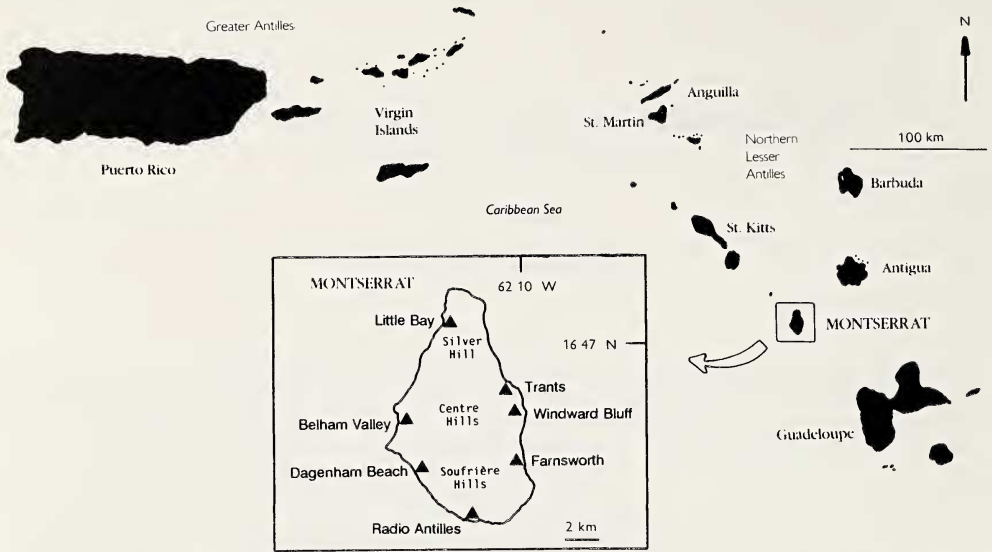 Greater Antilles
N
Anguilla
Virgin
Islands
St. Martin
100 km
Northern
Lesser
Antilles
Puerto Rico
Barbuda
Caribbean Sea
St. Kitts
Antigua
MONTSERRAT
Guadeloupe
MONTSERRAT
62 10 W
Little Bay
Silver
Hill
16 47 N
Trants
Centre
Hills
Windward Bluff
Belham Valley
Farnsworth
Dagenham Beach
Soufrière
Hills
Radio Antilles
2 km